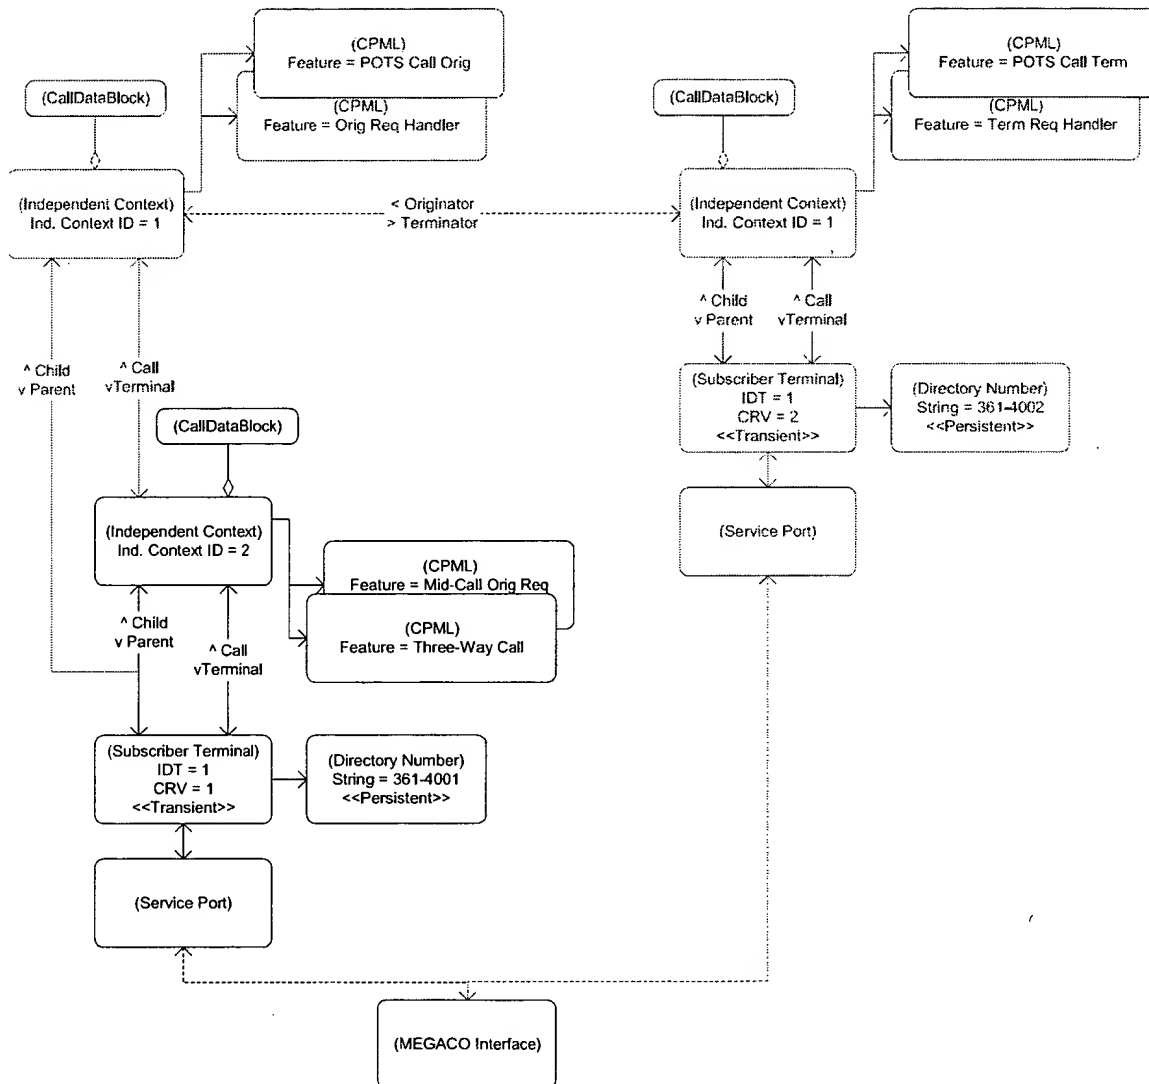 (CPML)
Feature = POTS Call Orig
(CPML)
Feature = Orig Req Handler
(CallDataBlock)
(Independent Context)
Ind. Context ID = 1
< Originator
> Terminator
(CPML)
Feature = POTS Call Term
(CPML)
Feature = Term Req Handler
(CallDataBlock)
(Independent Context)
Ind. Context ID = 1
^ Child
v Parent
^ Call
vTerminal
(Subscriber Terminal)
IDT = 1
CRV = 2
<<Transient>>
(Directory Number)
String = 361-4002
<<Persistent>>
(Service Port)
^ Child
v Parent
^ Call
vTerminal
(CallDataBlock)
(Independent Context)
Ind. Context ID = 2
(CPML)
Feature = Mid-Call Orig Req
(CPML)
Feature = Three-Way Call
^ Child
v Parent
^ Call
vTerminal
(Subscriber Terminal)
IDT = 1
CRV = 1
<<Transient>>
(Directory Number)
String = 361-4001
<<Persistent>>
(Service Port)
(MEGACO Interface)